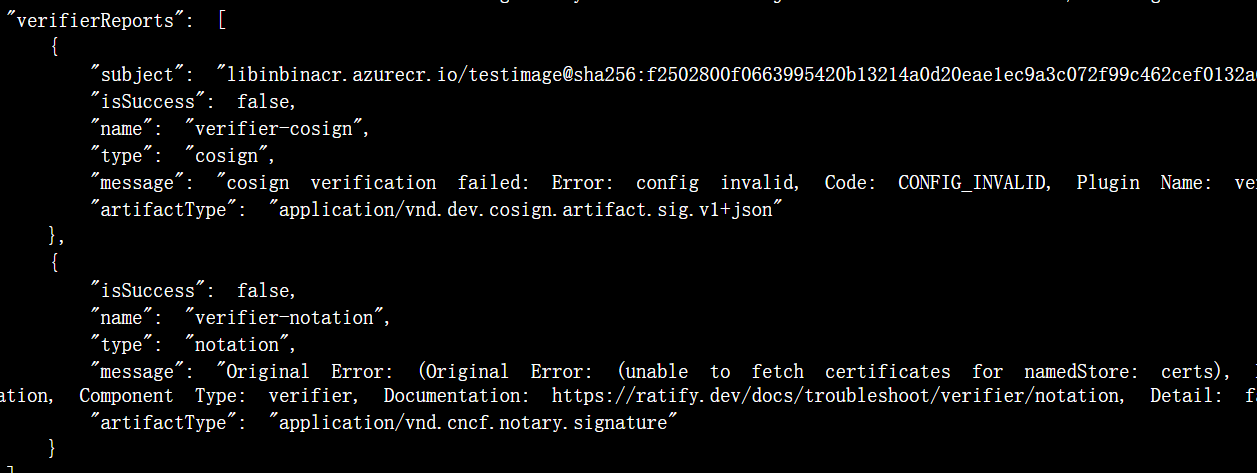 "verifierReports": [
{
"subject": "libinbinacr.azurecr.io/testimage@sha256:f2502800f0663995420b13214a0d20eae1ec9a3c072f99c462cef0132a
"isSuccess": false,
"name": "verifier-cosign",
"type": "cosign",
"message": "cosign verification failed: Error: config invalid, Code: CONFIG_INVALID, Plugin Name: ve
"artifactType": "application/vnd.dev.cosign.artifact.sig.v1+json"
},
{
"isSuccess": false,
"name": "verifier-notation",
"type": "notation",
"message": "Original Error: (Original Error: (unable to fetch certificates for namedStore: certs),
ation, Component Type: verifier, Documentation: https://ratify.dev/docs/troubleshoot/verifier/notation, Detail: fa
"artifactType": "application/vnd.cncf.notary.signature"
}
]